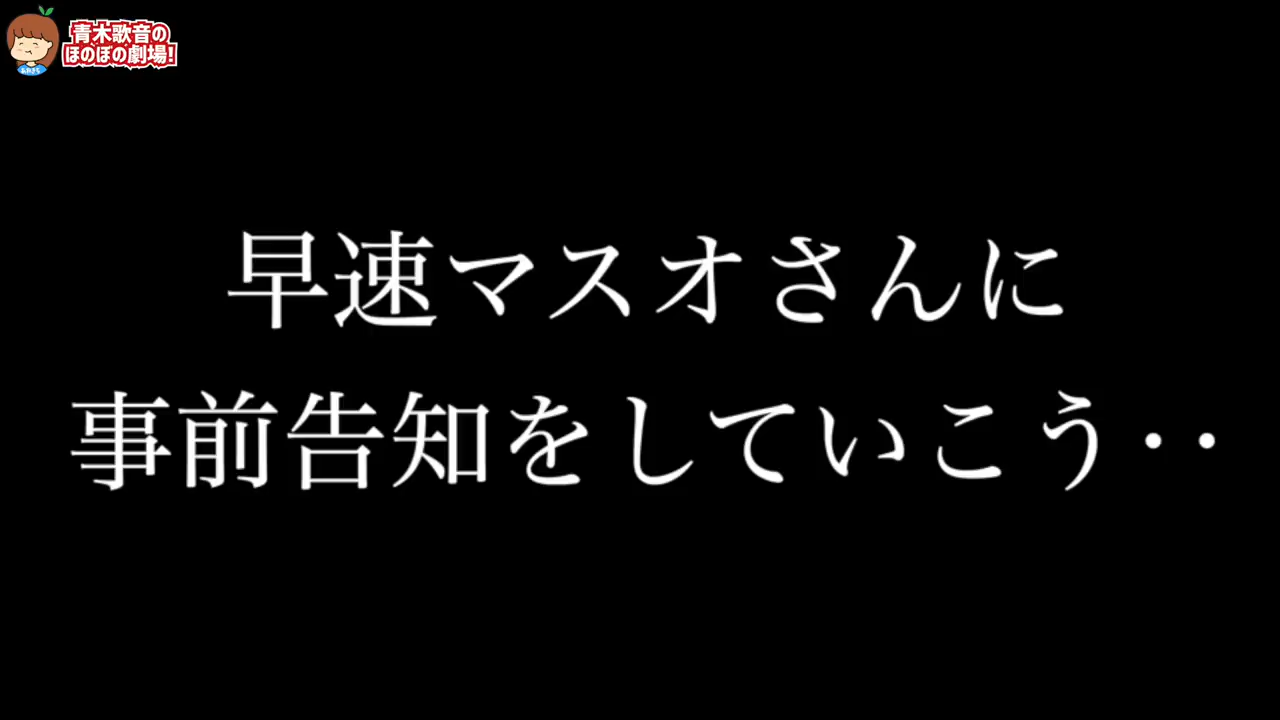 青木歌音の
ほのぼの劇場!
早速マスオさんに
事前告知をしていこう‥